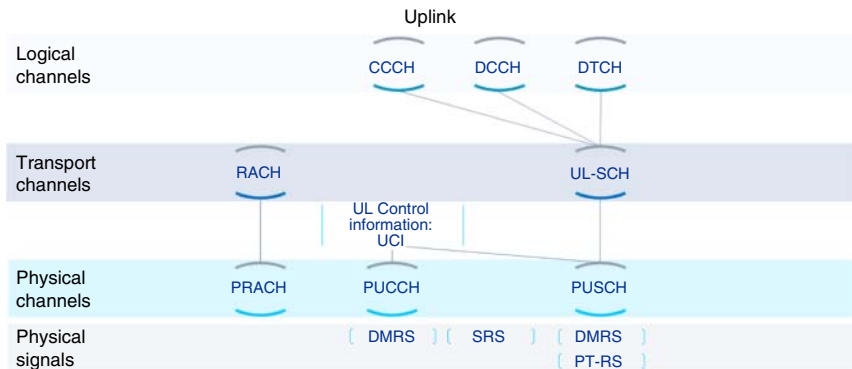 Uplink
Logical
channels
CCCH
DCCH
DTCH
Transport
channels
RACH
UL-SCH
UL Control
information:
UCI
Physical
channels
PRACH
PUCCH
PUSCH
Physical
signals
DMRS
SRS
DMRS
PT-RS